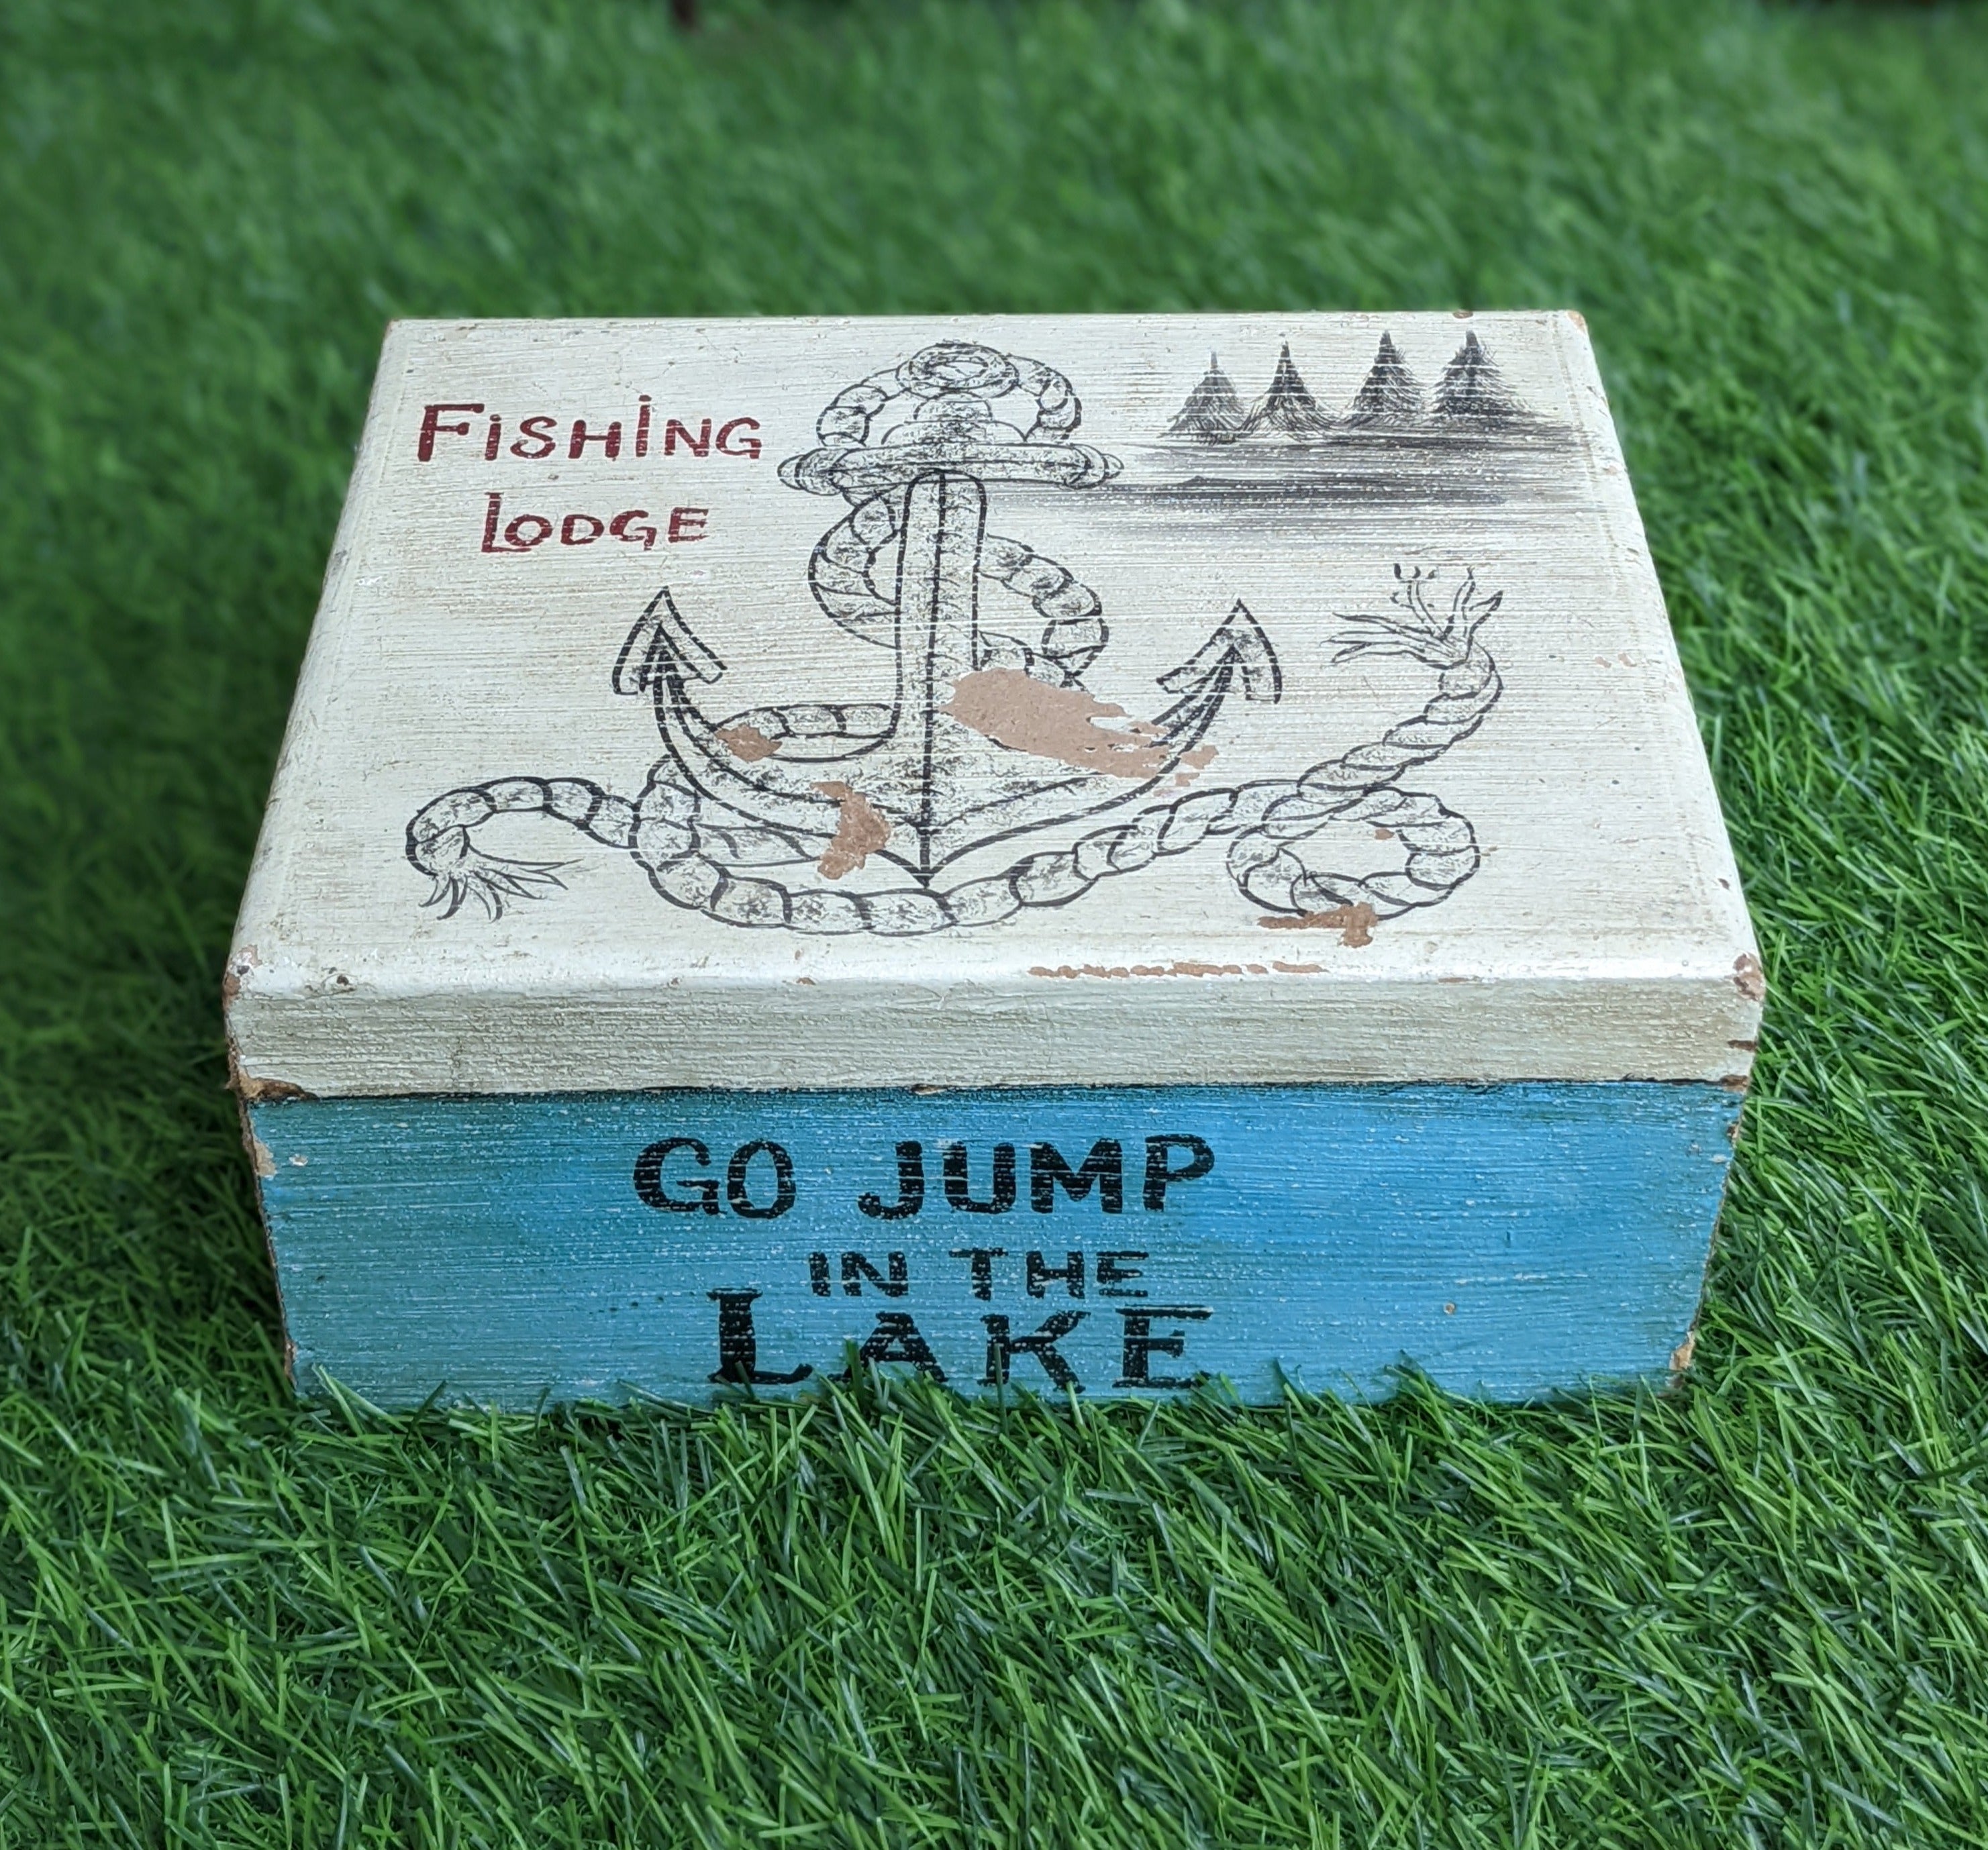 FiSHiNG
LODGE
GO JUMP
IN THE
LAKE